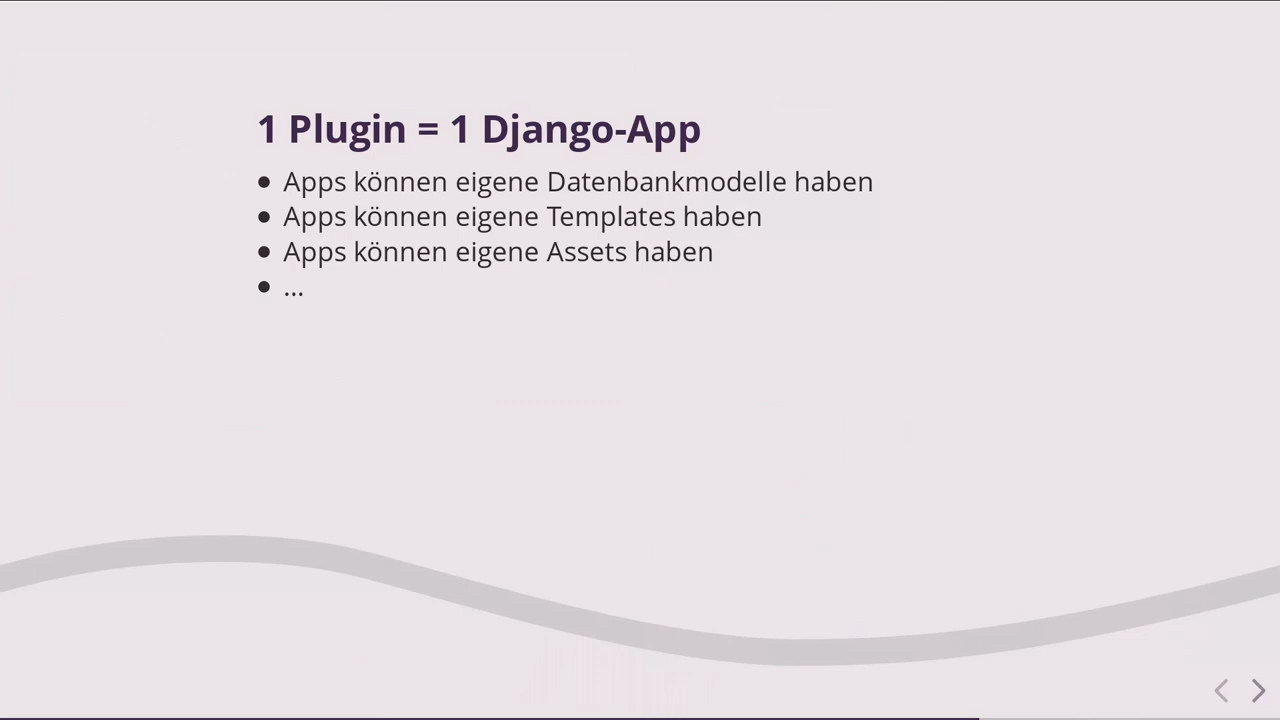 1 Plugin = 1 Django-App
• Apps können eigene Datenbankmodelle haben
• Apps können eigene Templates haben
• Apps können eigene Assets haben
• ...